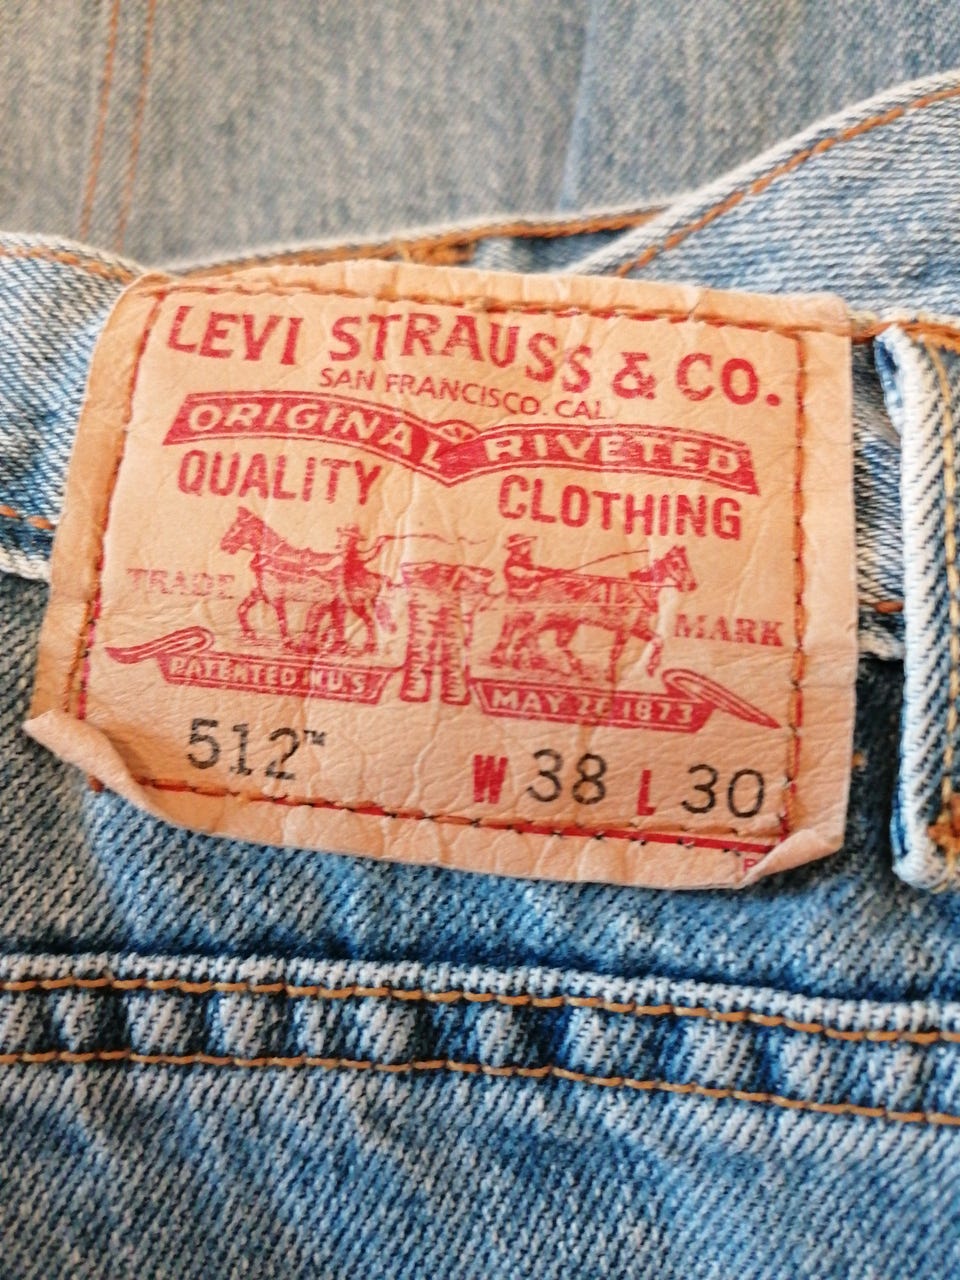 LEVI STRAUSS & CO.
SAN FRANCISCO. CAL.
ORIGINAL RIVETED
QUALITY CLOTHING
TRADE MARK
PATENTED IN U.S. MAY 20 1873
512™ W 38 L 30